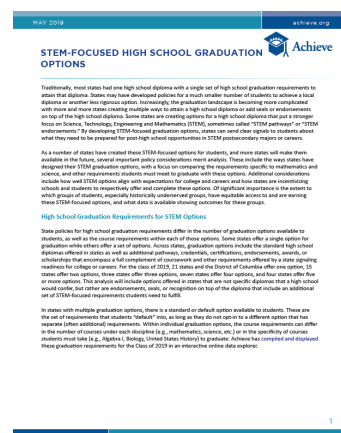 MAY 2019
achieve.org
STEM-FOCUSED HIGH SCHOOL GRADUATION
OPTIONS
Achieve
Traditionally, most states had one high school diploma with a single set of high school graduation requirements to
attain that diploma. States may have developed policies for a much smaller number of students to achieve a local
diploma or another less rigorous option. Increasingly, the graduation landscape is becoming more complicated
with more and more states creating multiple ways to attain a high school diploma or add seals or endorsements
on top of the high school diploma. Some states are creating options for a high school diploma that put a stronger
focus on Science, Technology, Engineering and Mathematics (STEM), sometimes called "STEM pathways" or "STEM
endorsements." By developing STEM-focused graduation options, states can send clear signals to students about
what they need to be prepared for post-high school opportunities in STEM postsecondary majors or careers.
As a number of states have created these STEM-focused options for students, and more states will make them
available in the future, several important policy considerations merit analysis. These include the ways states have
designed their STEM graduation options, with a focus on comparing the requirements specific to mathematics and
science, and other requirements students must meet to graduate with these options. Additional considerations
include how well STEM options align with expectations for college and careers and how states are incentivizing
schools and students to respectively offer and complete these options. Of significant importance is the extent to
which groups of students, especially historically underserved groups, have equitable access to and are earning
these STEM-focused options, and what data is available showing outcomes for these groups.
High School Graduation Requirements for STEM Options
State policies for high school graduation requirements differ in the number of graduation options available to
students, as well as the course requirements within each of those options. Some states offer a single option for
graduation while others offer a set of options. Across states, graduation options include the standard high school
diplomas offered in states as well as additional pathways, credentials, certifications, endorsements, awards, or
scholarships that encompass a full complement of coursework and other requirements offered by a state signaling
readiness for college or careers. For the class of 2019, 21 states and the District of Columbia offer one option, 15
states offer two options, three states offer three options, seven states offer four options, and four states offer five
or more options. This analysis will include options offered in states that are not specific diplomas that a high school
would confer, but rather are endorsements, seals, or recognition on top of the diploma that include an additional
set of STEM-focused requirements students need to fulfill.
In states with multiple graduation options, there is a standard or default option available to students. These are
the set of requirements that students "default" into, as long as they do not opt-in to a different option that has
separate (often additional) requirements. Within individual graduation options, the course requirements can differ
in the number of courses under each discipline (e.g., mathematics, science, etc.) or in the specificity of courses
students must take (e.g., Algebra I, Biology, United States History) to graduate. Achieve has compiled and displayed
these graduation requirements for the Class of 2019 in an interactive online data explorer.
1